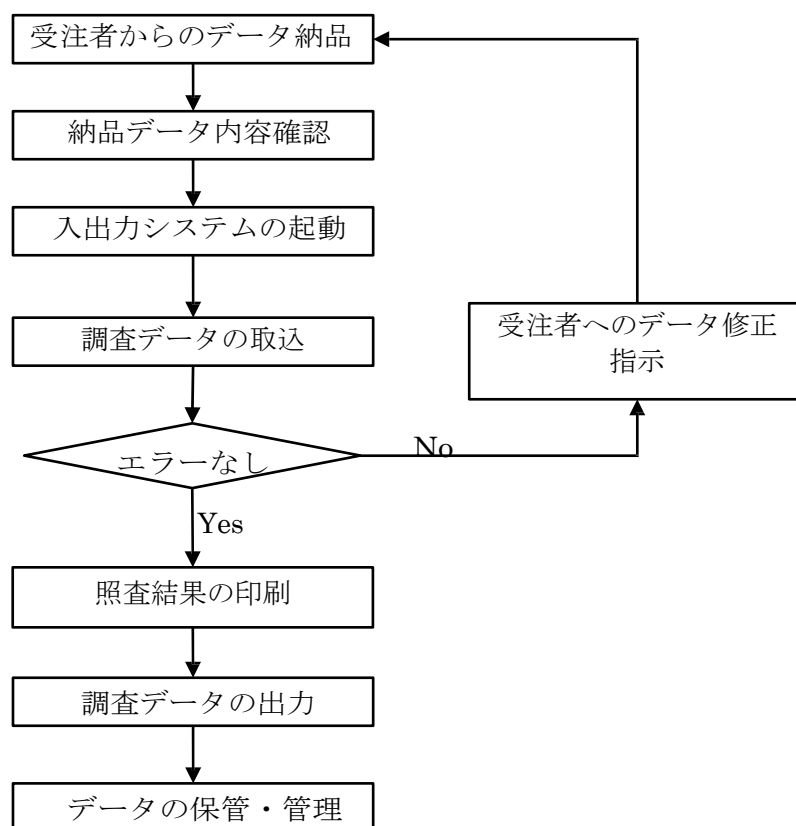 受注者からのデータ納品
納品データ内容確認
入出力システムの起動
調査データの取込
受注者へのデータ修正
指示
エラーなし
No
Yes
照査結果の印刷
調査データの出力
データの保管・管理